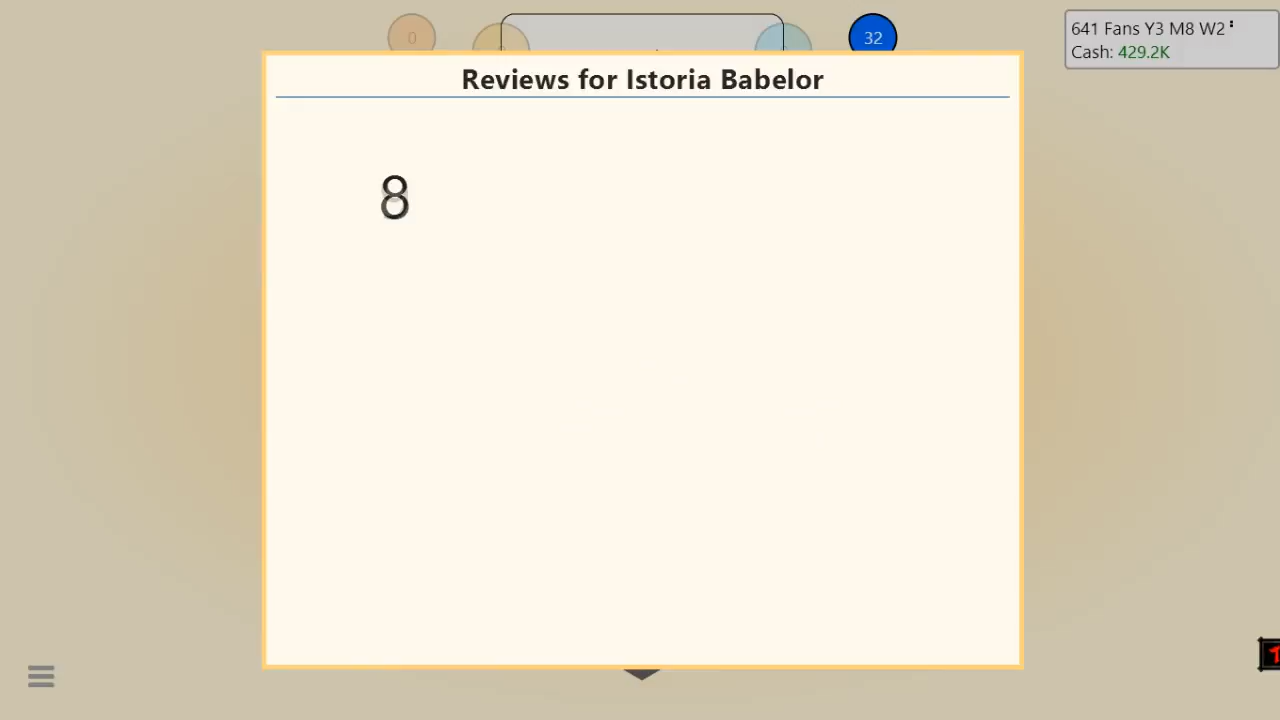 0
32
641 Fans Y3 M8 W2
Cash: 429.2K
Reviews for Istoria Babelor
8